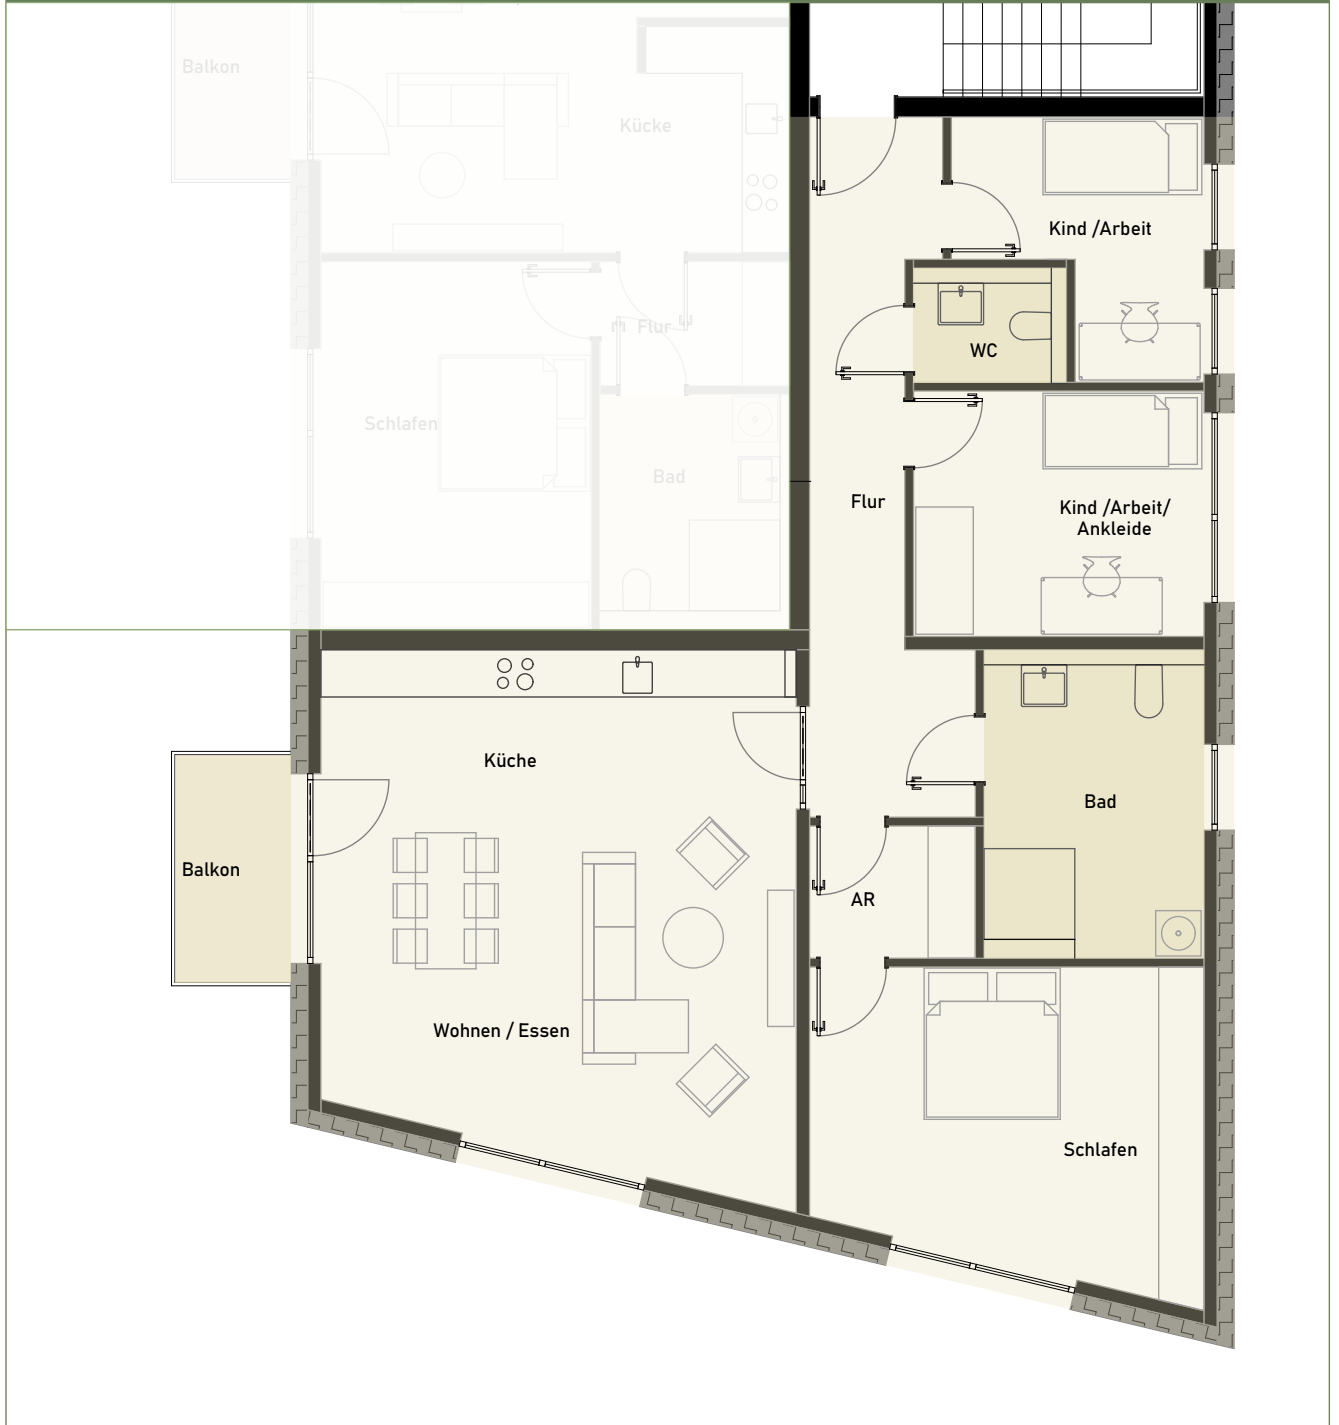 Balkon
Kücke
Kind /Arbeit
Flur
WC
Schlafen
Bad
Flur
Kind /Arbeit/
Ankleide
Küche
Bad
Balkon
AR
Wohnen / Essen
Schlafen